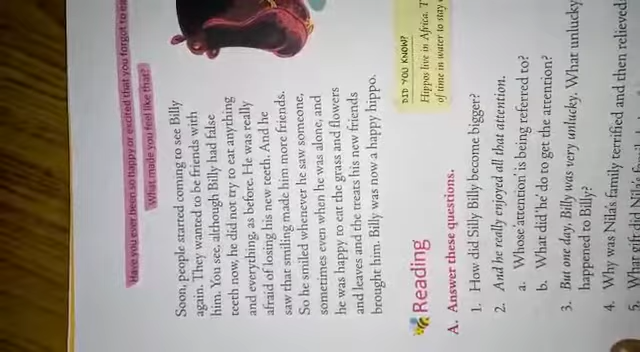 Have you ever been so happy or excited that you forgot to eat
What made you feel like that?
Soon, people started coming to see Billy
again. They wanted to be friends with
him. You see, although Billy had false
teeth now, he did not try to eat anything
and everything, as before. He was really
afraid of losing his new teeth. And he
saw that smiling made him more friends.
So he smiled whenever he saw someone,
sometimes even when he was alone, and
he was happy to eat the grass and flowers
and leaves and the treats his new friends
brought him. Billy was now a happy hippo.
DID YOU KNOW?
Hippos live in Africa.
of time in water to stay
Reading
A. Answer these questions.
1. How did Silly Billy become bigger?
2. And he really enjoyed all that attention.
a. Whose 'attention' is being referred to?
b. What did 'he' do to get the attention?
3. But one day, Billy was very unlucky. What unlucky
happened to Billy?
4. Why was Nila's family terrified and then relieved
5. What gift did